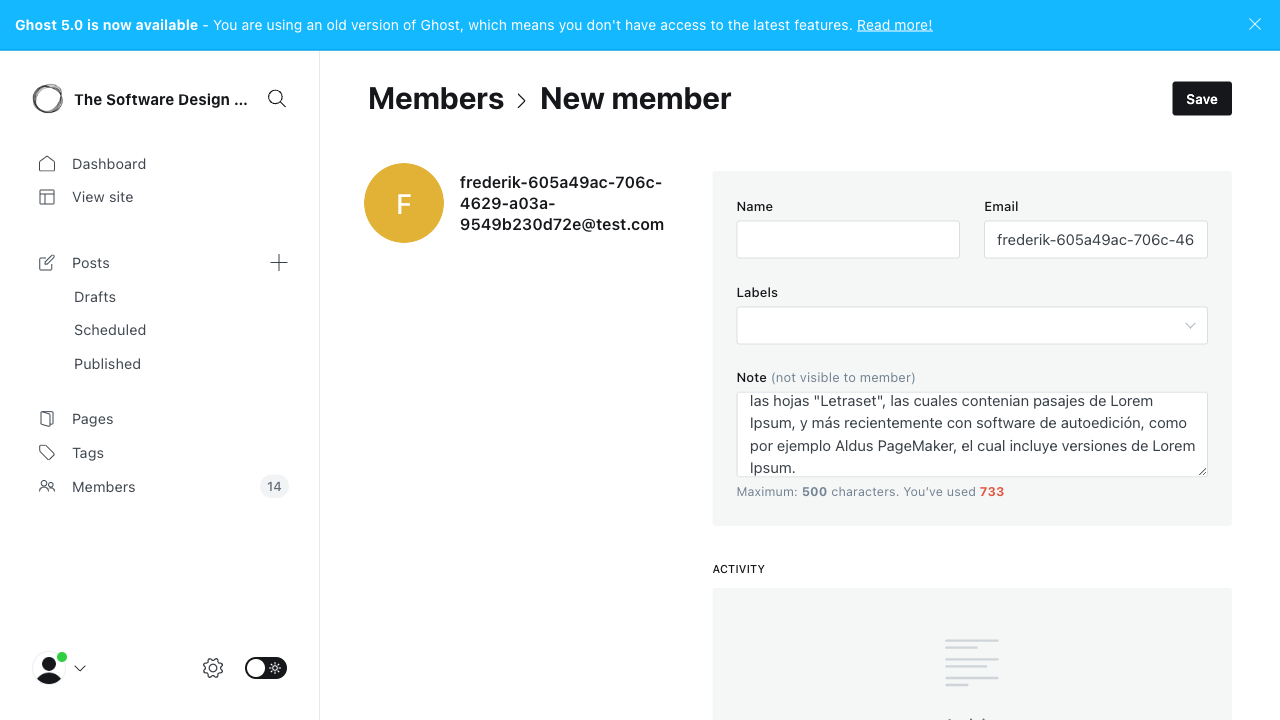 Ghost 5.0 is now available - You are using an old version of Ghost, which means you don't have access to the latest features. Read more!
The Software Design ...
Dashboard
View site
Posts
Drafts
Scheduled
Published
Pages
Tags
Members 14
Members > New member
Save
F
frederik-605a49ac-706c-
4629-a03a-
9549b230d72e@test.com
Name
Email
frederik-605a49ac-706c-46
Labels
Note (not visible to member)
las hojas "Letraset", las cuales contenian pasajes de Lorem
Ipsum, y más recientemente con software de autoedición, como
por ejemplo Aldus PageMaker, el cual incluye versiones de Lorem
Ipsum.
Maximum: 500 characters. You've used 733
ACTIVITY